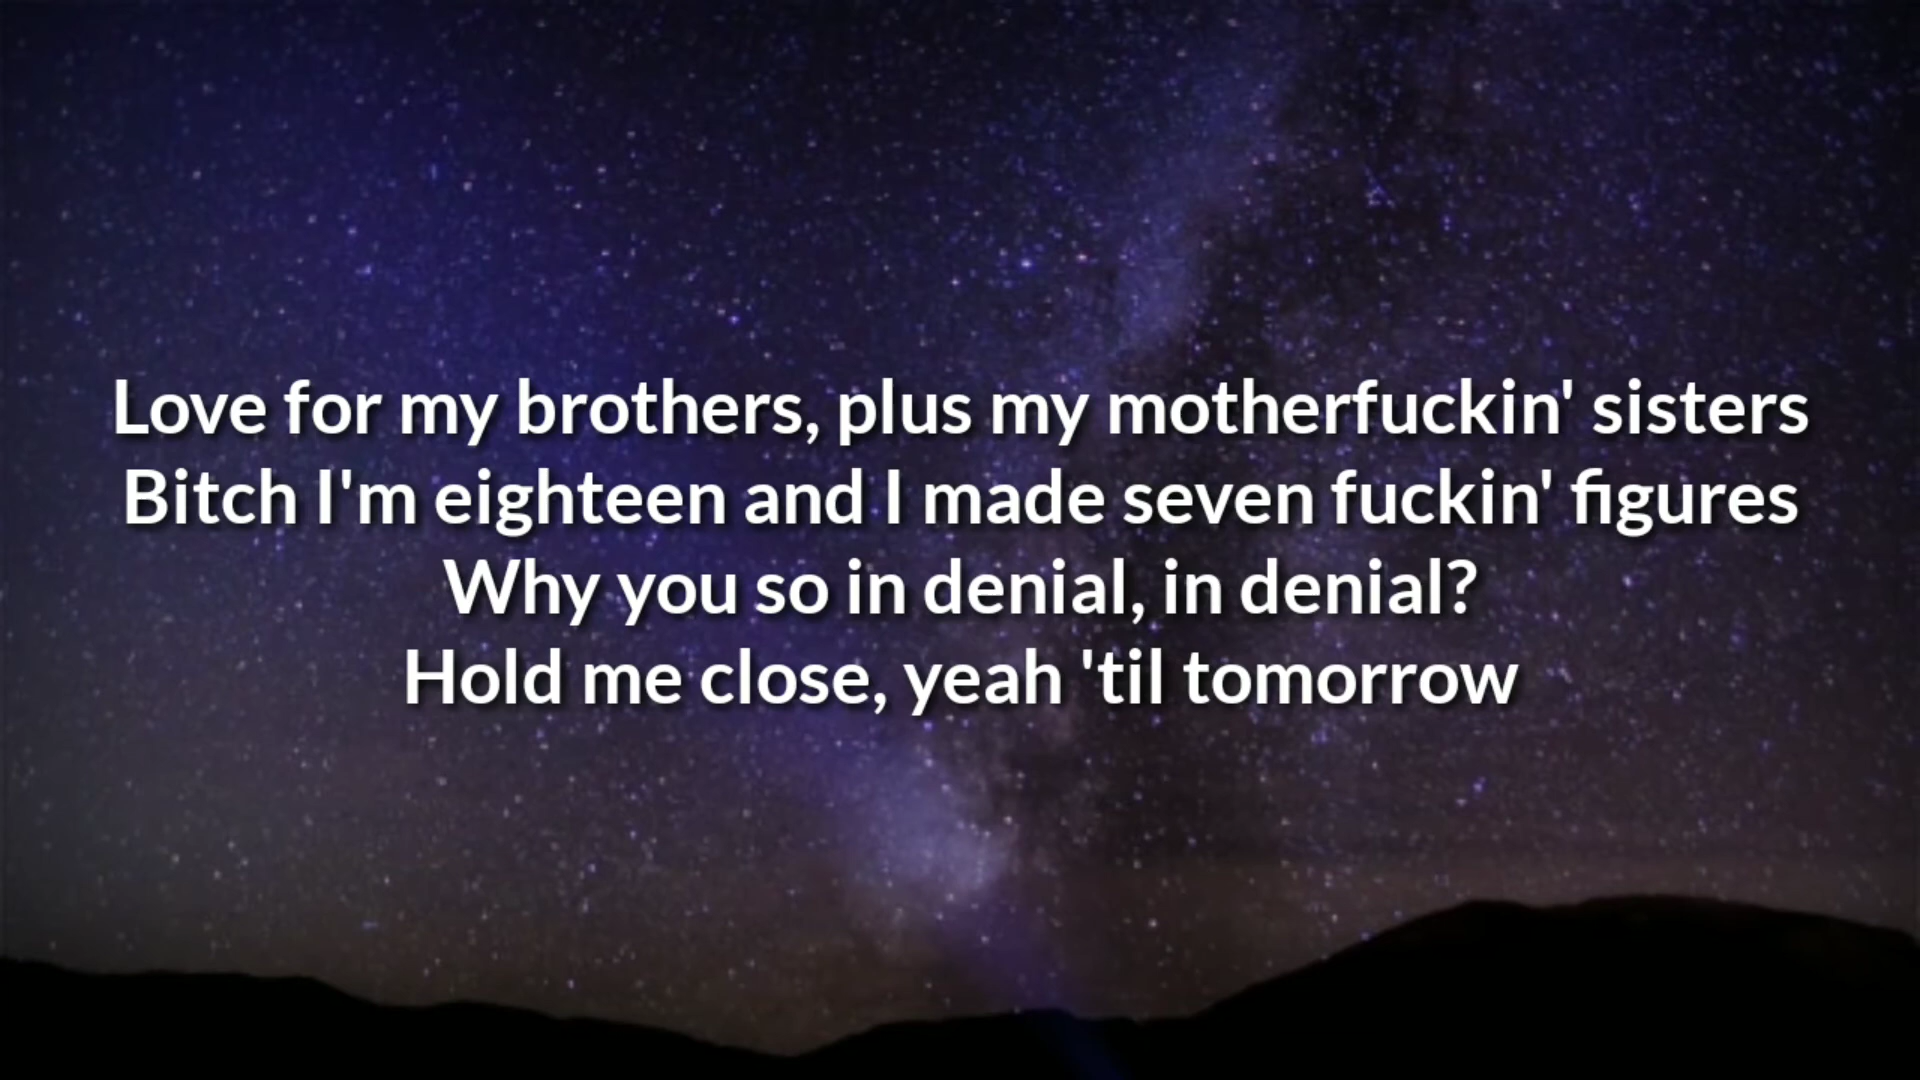 Love for my brothers, plus my motherfuckin' sisters
Bitch I'm eighteen and I made seven fuckin' figures
Why you so in denial, in denial?
Hold me close, yeah 'til tomorrow